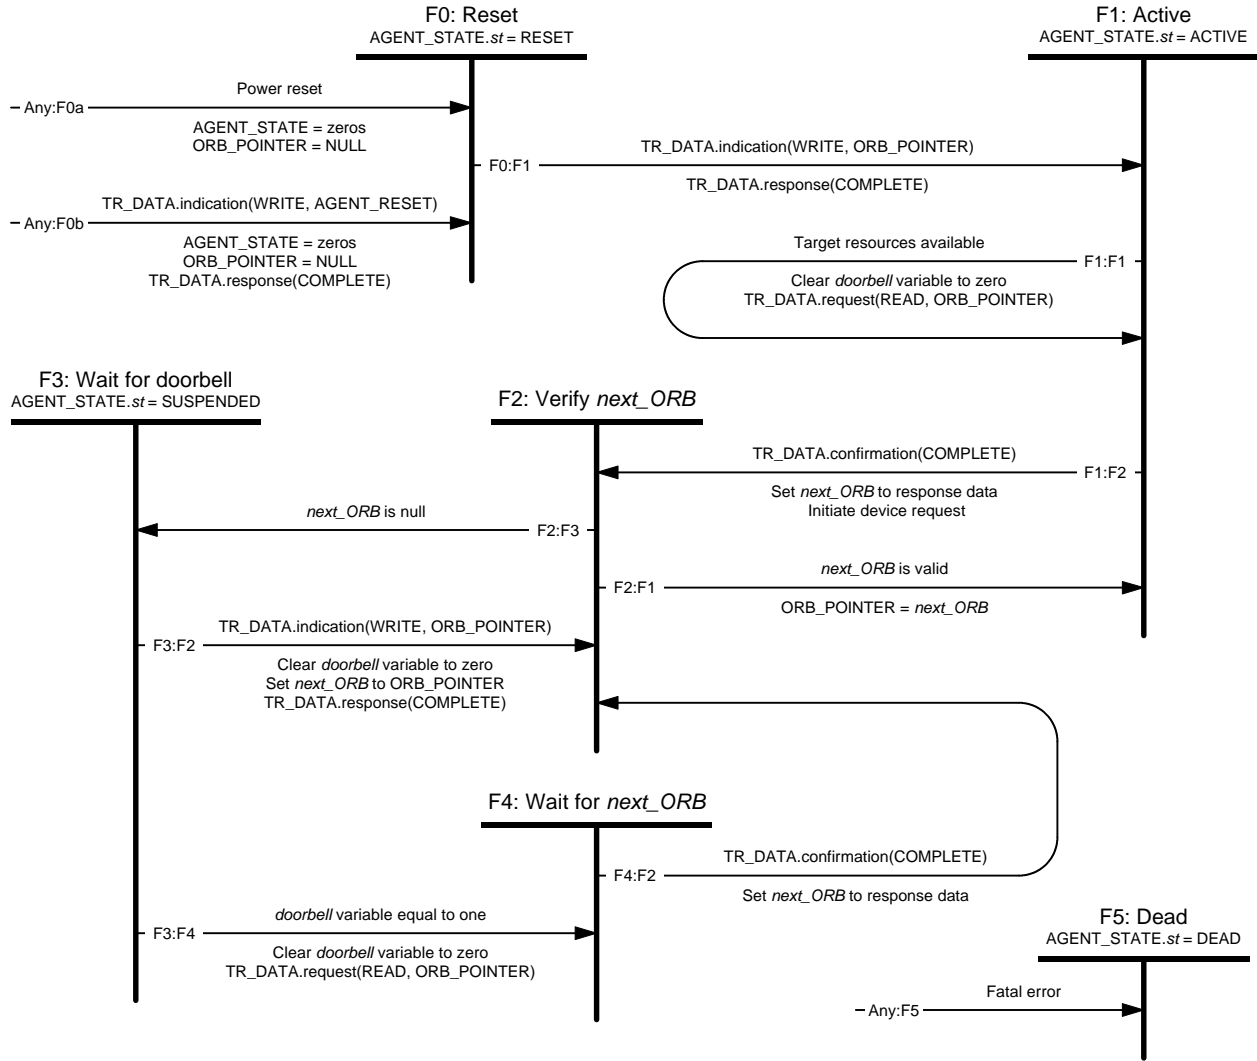 F0: Reset
AGENT_STATE.st = RESET
F1: Active
AGENT_STATE.st = ACTIVE
Power reset
Any:F0a
AGENT_STATE = zeros
ORB_POINTER = NULL
TR_DATA.indication(WRITE, ORB_POINTER)
F0:F1
TR_DATA.response(COMPLETE)
TR_DATA.indication(WRITE, AGENT_RESET)
Any:F0b
AGENT_STATE = zeros
ORB_POINTER = NULL
TR_DATA.response(COMPLETE)
Target resources available
F1:F1
Clear doorbell variable to zero
TR_DATA.request(READ, ORB_POINTER)
F3: Wait for doorbell
AGENT_STATE.st = SUSPENDED
F2: Verify next_ORB
TR_DATA.confirmation(COMPLETE)
F1:F2
Set next_ORB to response data
Initiate device request
next_ORB is null
F2:F3
next_ORB is valid
F2:F1
ORB_POINTER = next_ORB
TR_DATA.indication(WRITE, ORB_POINTER)
F3:F2
Clear doorbell variable to zero
Set next_ORB to ORB_POINTER
TR_DATA.response(COMPLETE)
F4: Wait for next_ORB
TR_DATA.confirmation(COMPLETE)
F4:F2
Set next_ORB to response data
doorbell variable equal to one
F3:F4
Clear doorbell variable to zero
TR_DATA.request(READ, ORB_POINTER)
F5: Dead
AGENT_STATE.st = DEAD
Fatal error
Any:F5